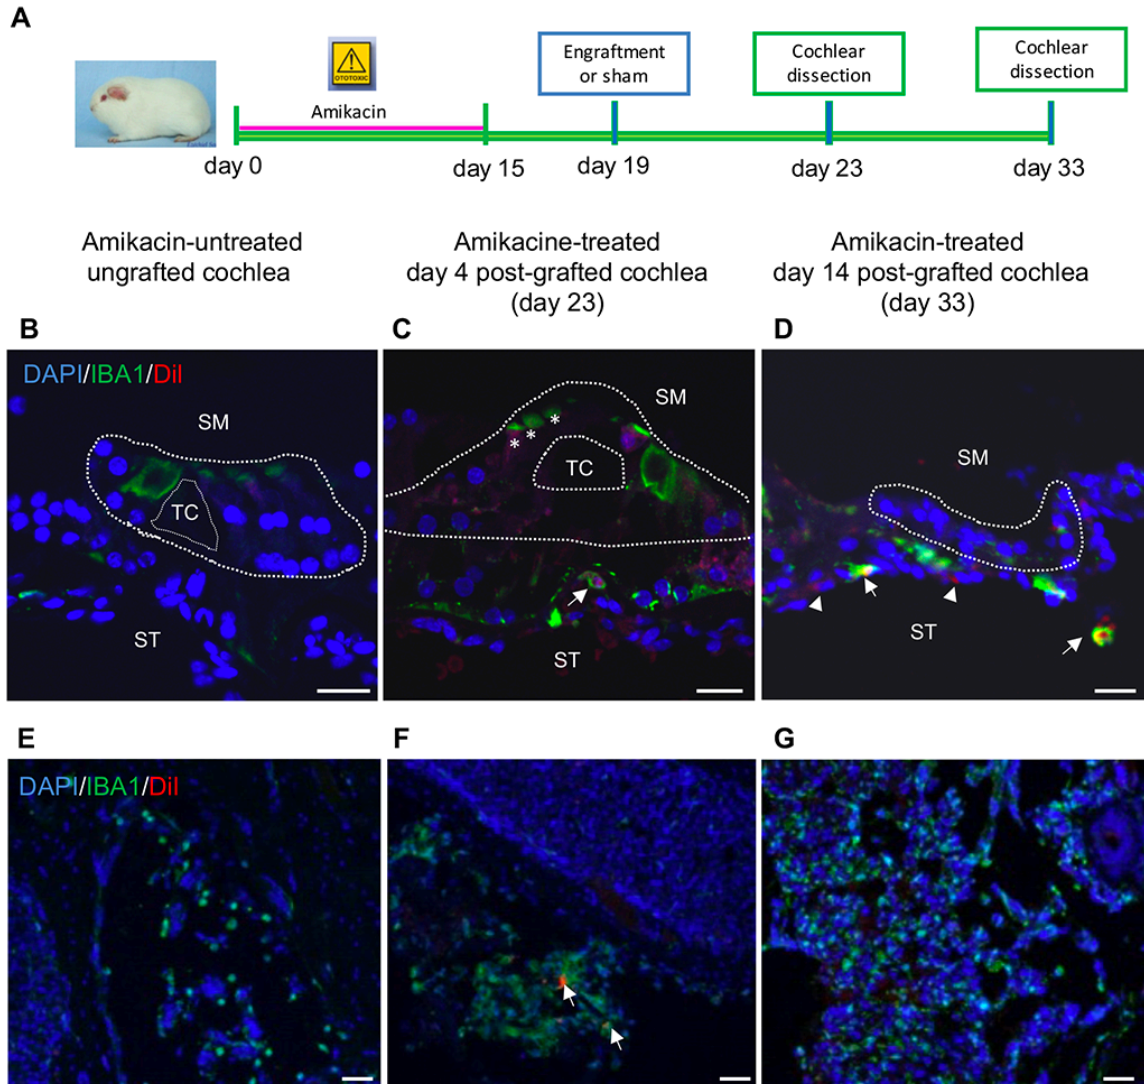 A
OTOTOXIC
Amikacin
Engraftment
or sham
Cochlear
dissection
Cochlear
dissection
day 0
day 15
day 19
day 23
day 33
Amikacin-untreated
ungrafted cochlea
Amikacine-treated
day 4 post-grafted cochlea
(day 23)
Amikacin-treated
day 14 post-grafted cochlea
(day 33)
B
DAPI/IBA1/DiI
SM
TC
ST
C
SM
* * *
TC
ST
D
SM
ST
E
DAPI/IBA1/DiI
F
G